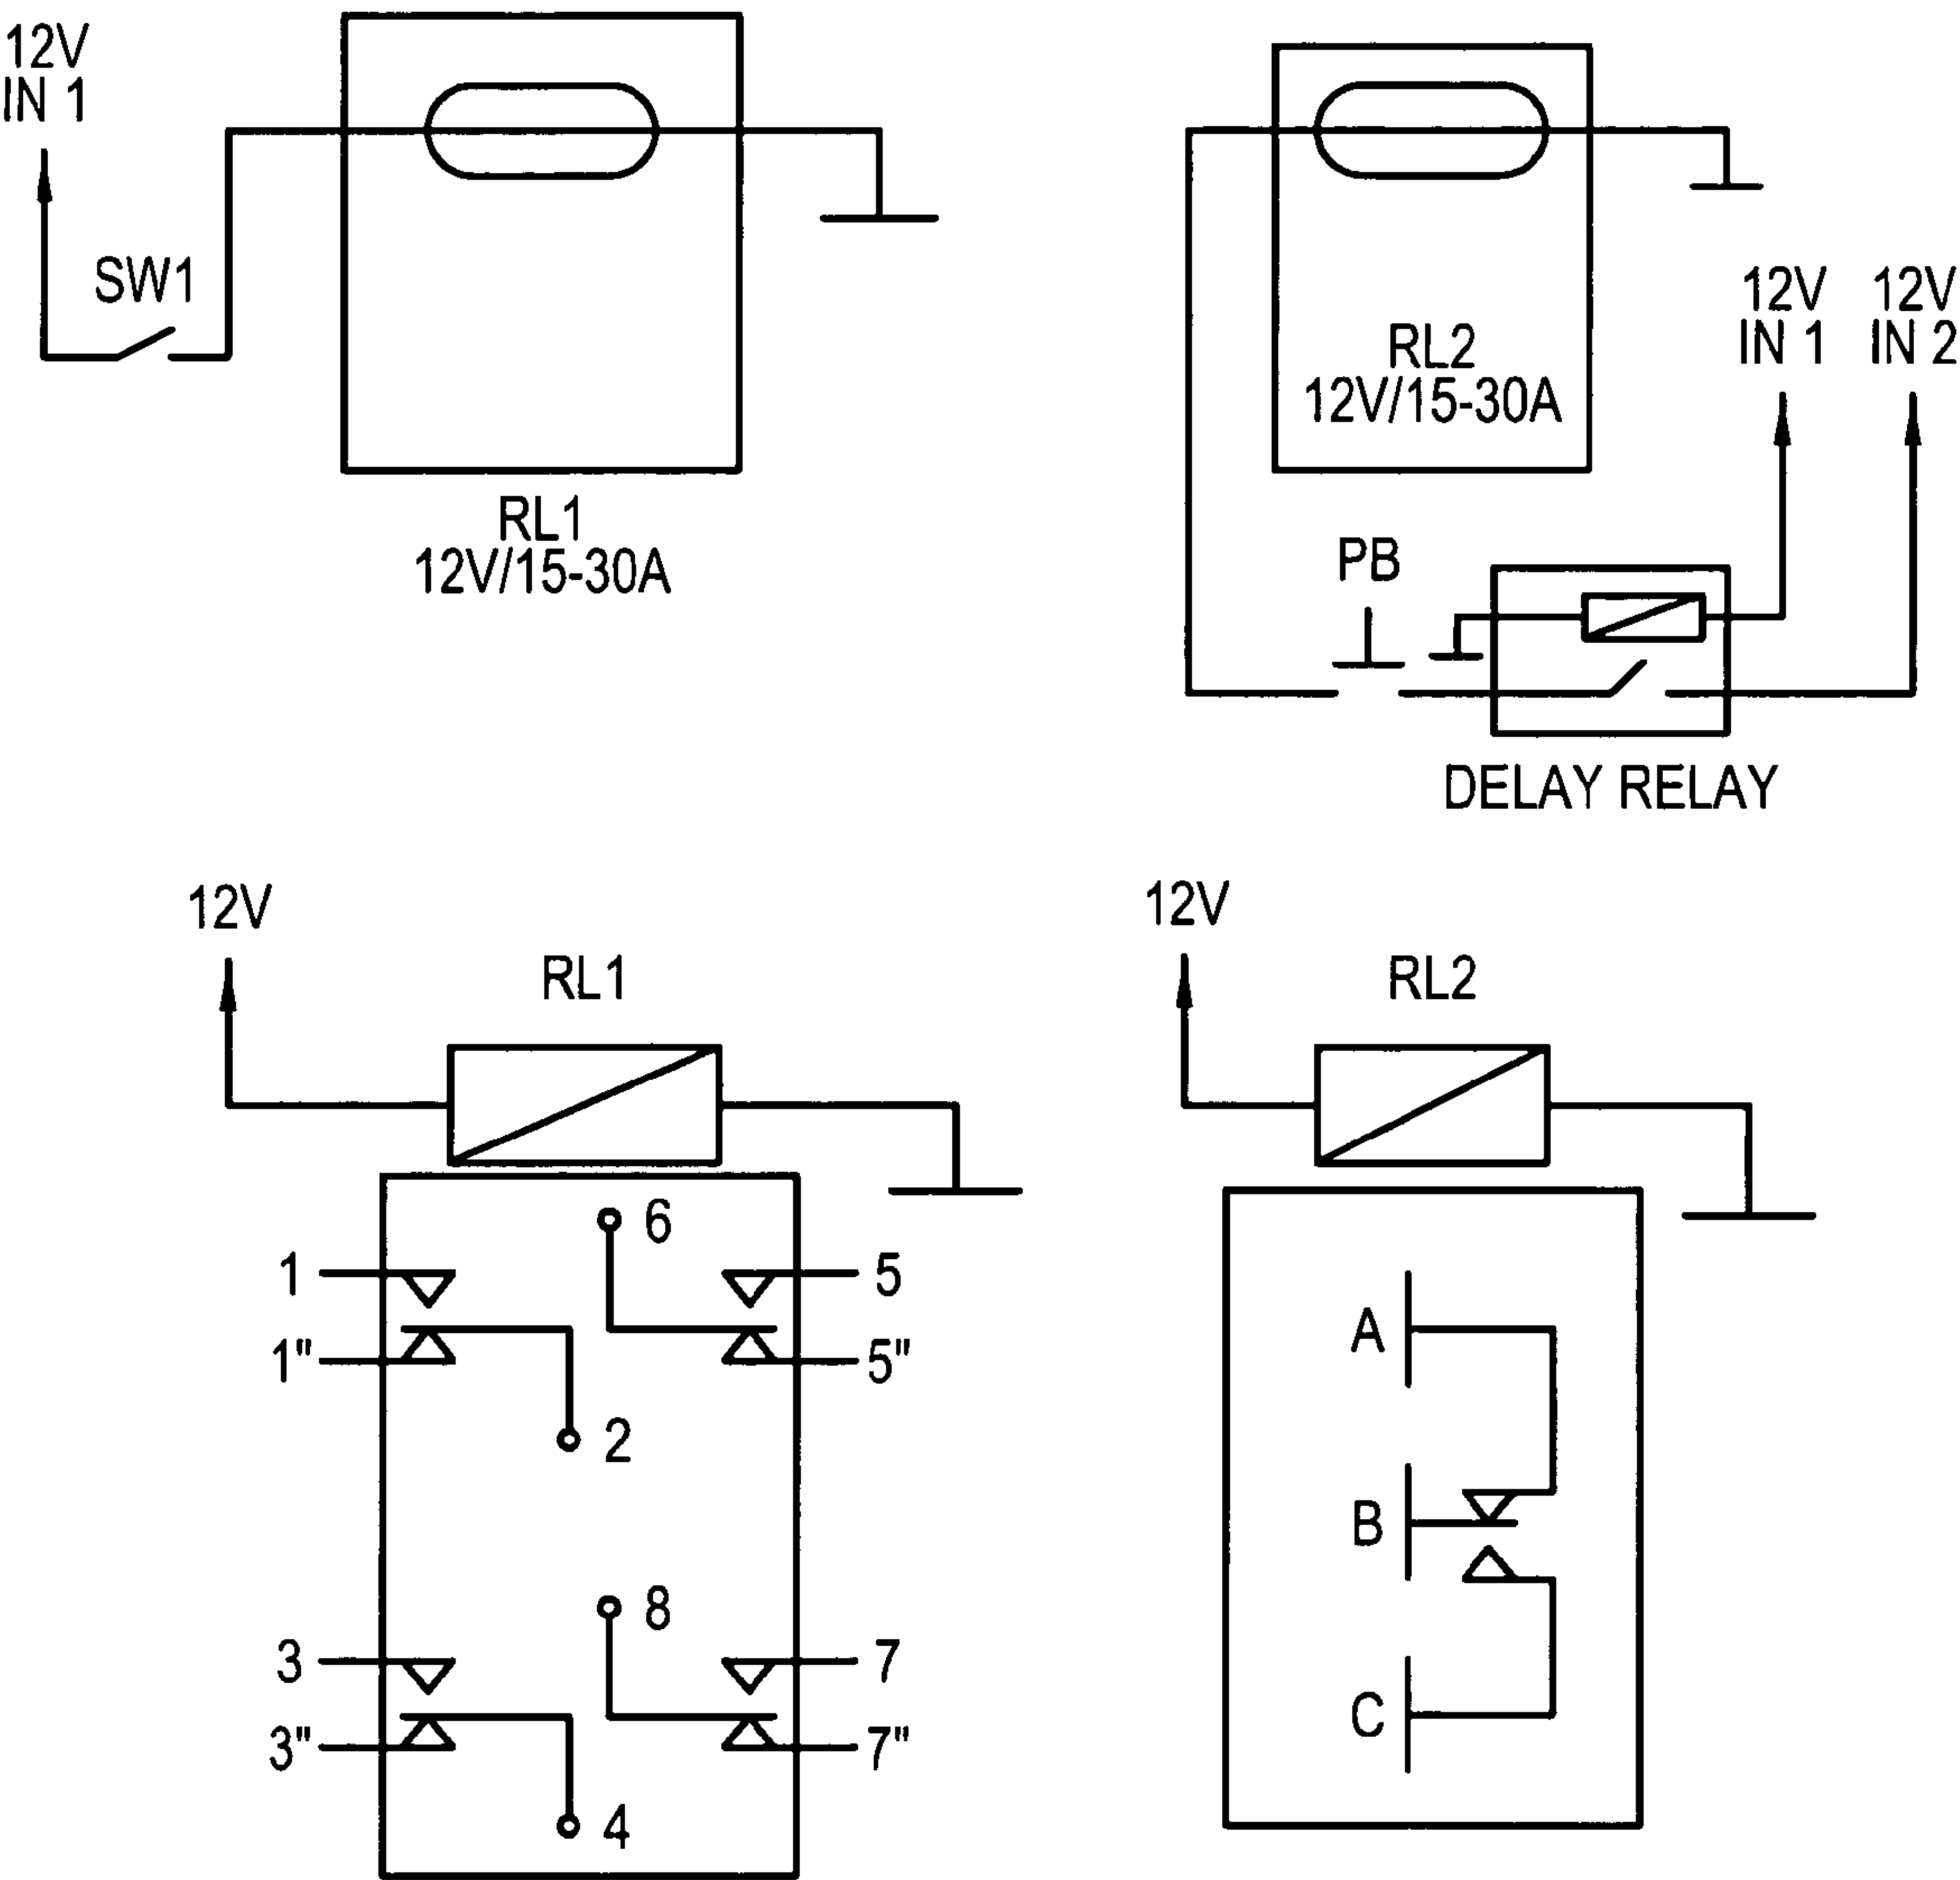 12V
IN 1
SW1
RL1
12V/15-30A
RL2
12V/15-30A
12V
IN 1
12V
IN 2
PB
DELAY RELAY
12V
RL1
6
1
5
1"
5"
2
8
3
7
3"
7"
4
12V
RL2
A
B
C